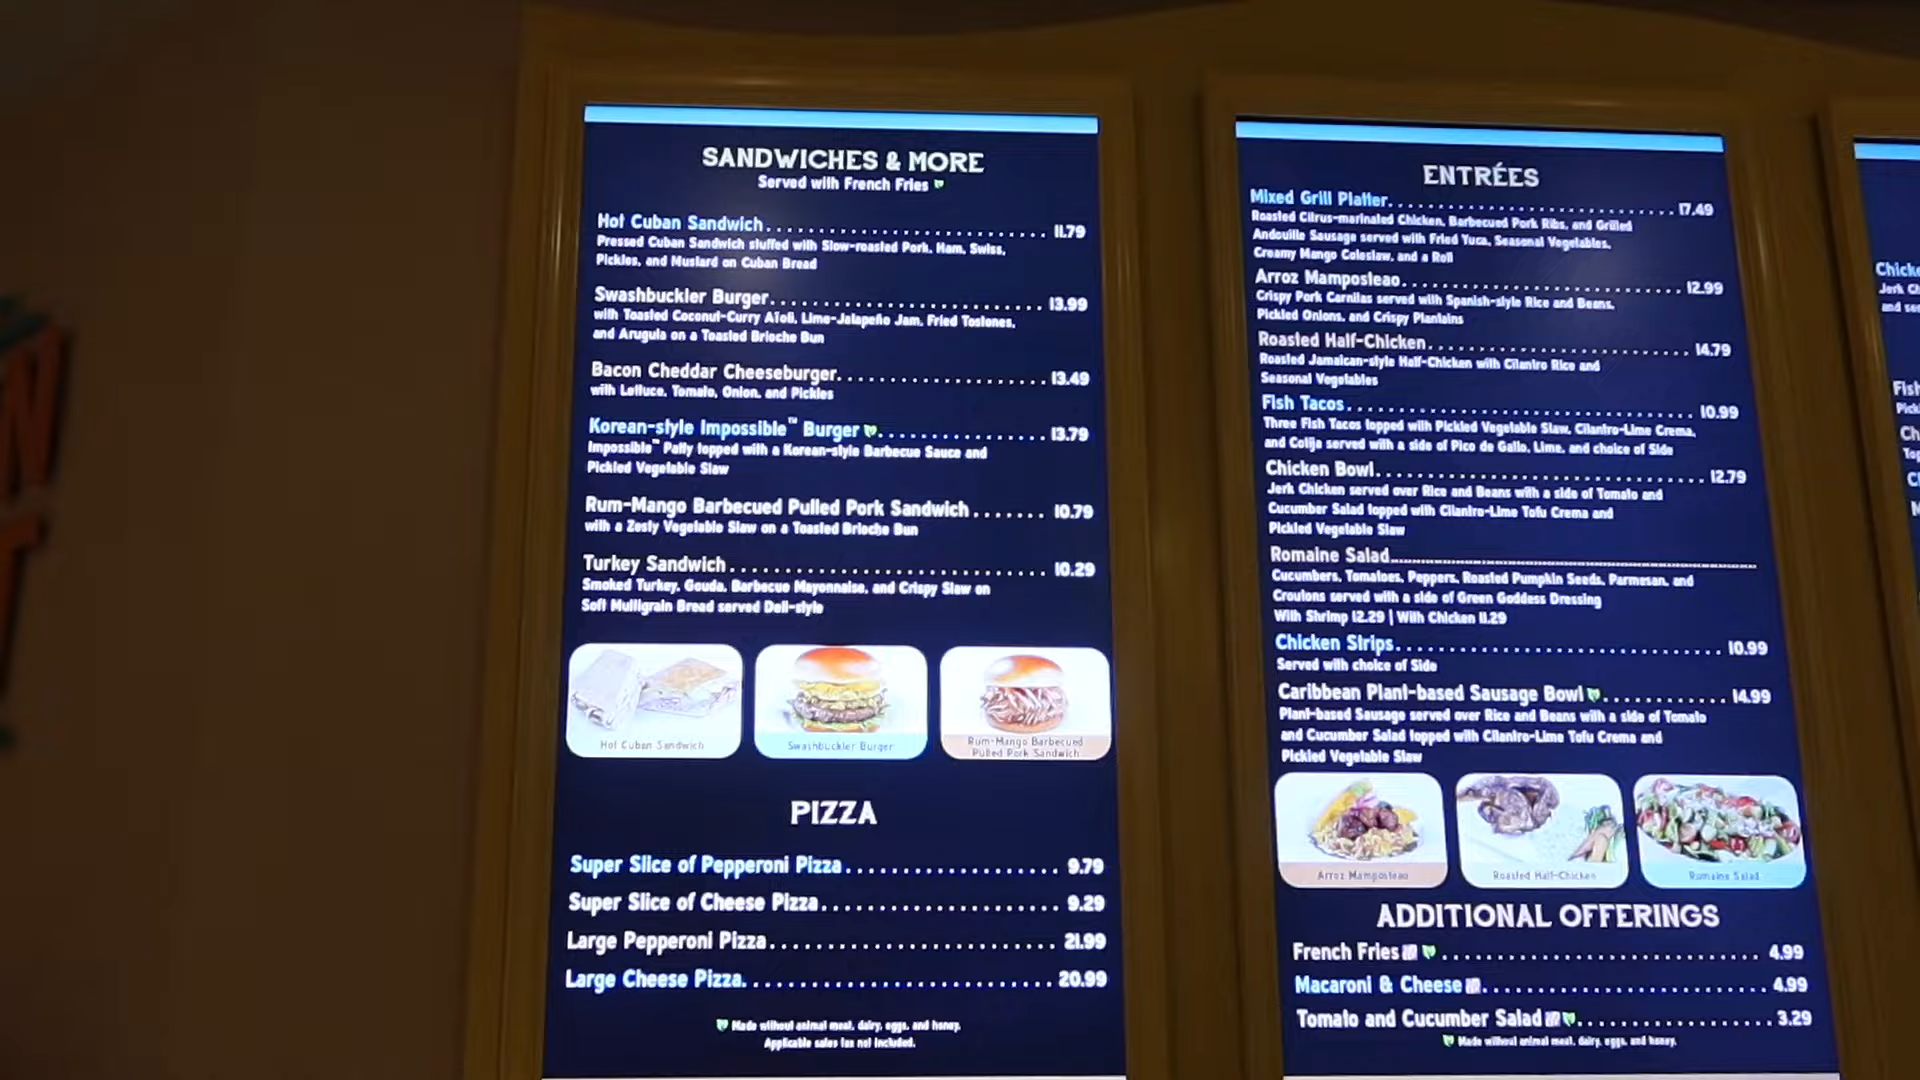 SANDWICHES & MORE
Served with French Fries
Hot Cuban Sandwich 11.79
Pressed Cuban Sandwich stuffed with Slow-roasted Pork, Ham, Swiss,
Pickles, and Mustard on Cuban Bread
Swashbuckler Burger 13.99
with Toasted Coconut-Curry Aïoli, Lime-Jalapeño Jam, Fried Tostones,
and Arugula on a Toasted Brioche Bun
Bacon Cheddar Cheeseburger 13.49
with Lettuce, Tomato, Onion, and Pickles
Korean-style Impossible™ Burger 13.79
Impossible™ Patty topped with a Korean-style Barbecue Sauce and
Pickled Vegetable Slaw
Rum-Mango Barbecued Pulled Pork Sandwich 10.79
with a Zesty Vegetable Slaw on a Toasted Brioche Bun
Turkey Sandwich 10.29
Smoked Turkey, Gouda, Barbecue Mayonnaise, and Crispy Slaw on
Soft Multigrain Bread served Deli-style
Hot Cuban Sandwich
Swashbuckler Burger
Rum-Mango Barbecued
Pulled Pork Sandwich
PIZZA
Super Slice of Pepperoni Pizza 9.79
Super Slice of Cheese Pizza 9.29
Large Pepperoni Pizza 21.99
Large Cheese Pizza 20.99
Made without animal meat, dairy, eggs, and honey.
Applicable sales tax not included.
ENTRÉES
Mixed Grill Platter 17.49
Roasted Citrus-marinated Chicken, Barbecued Pork Ribs, and Grilled
Andouille Sausage served with Fried Yuca, Seasonal Vegetables,
Creamy Mango Coleslaw, and a Roll
Arroz Mamposteao 12.99
Crispy Pork Carnitas served with Spanish-style Rice and Beans,
Pickled Onions, and Crispy Plantains
Roasted Half-Chicken 14.79
Roasted Jamaican-style Half-Chicken with Cilantro Rice and
Seasonal Vegetables
Fish Tacos 10.99
Three Fish Tacos topped with Pickled Vegetable Slaw, Cilantro-Lime Crema,
and Cotija served with a side of Pico de Gallo, Lime, and choice of Side
Chicken Bowl 12.79
Jerk Chicken served over Rice and Beans with a side of Tomato and
Cucumber Salad topped with Cilantro-Lime Tofu Crema and
Pickled Vegetable Slaw
Romaine Salad
Cucumbers, Tomatoes, Peppers, Roasted Pumpkin Seeds, Parmesan, and
Croutons served with a side of Green Goddess Dressing
With Shrimp 12.29 | With Chicken 11.29
Chicken Strips 10.99
Served with choice of Side
Caribbean Plant-based Sausage Bowl 14.99
Plant-based Sausage served over Rice and Beans with a side of Tomato
and Cucumber Salad topped with Cilantro-Lime Tofu Crema and
Pickled Vegetable Slaw
Arroz Mamposteao
Roasted Half-Chicken
Romaine Salad
ADDITIONAL OFFERINGS
French Fries 4.99
Macaroni & Cheese 4.99
Tomato and Cucumber Salad 3.29
Made without animal meat, dairy, eggs, and honey.